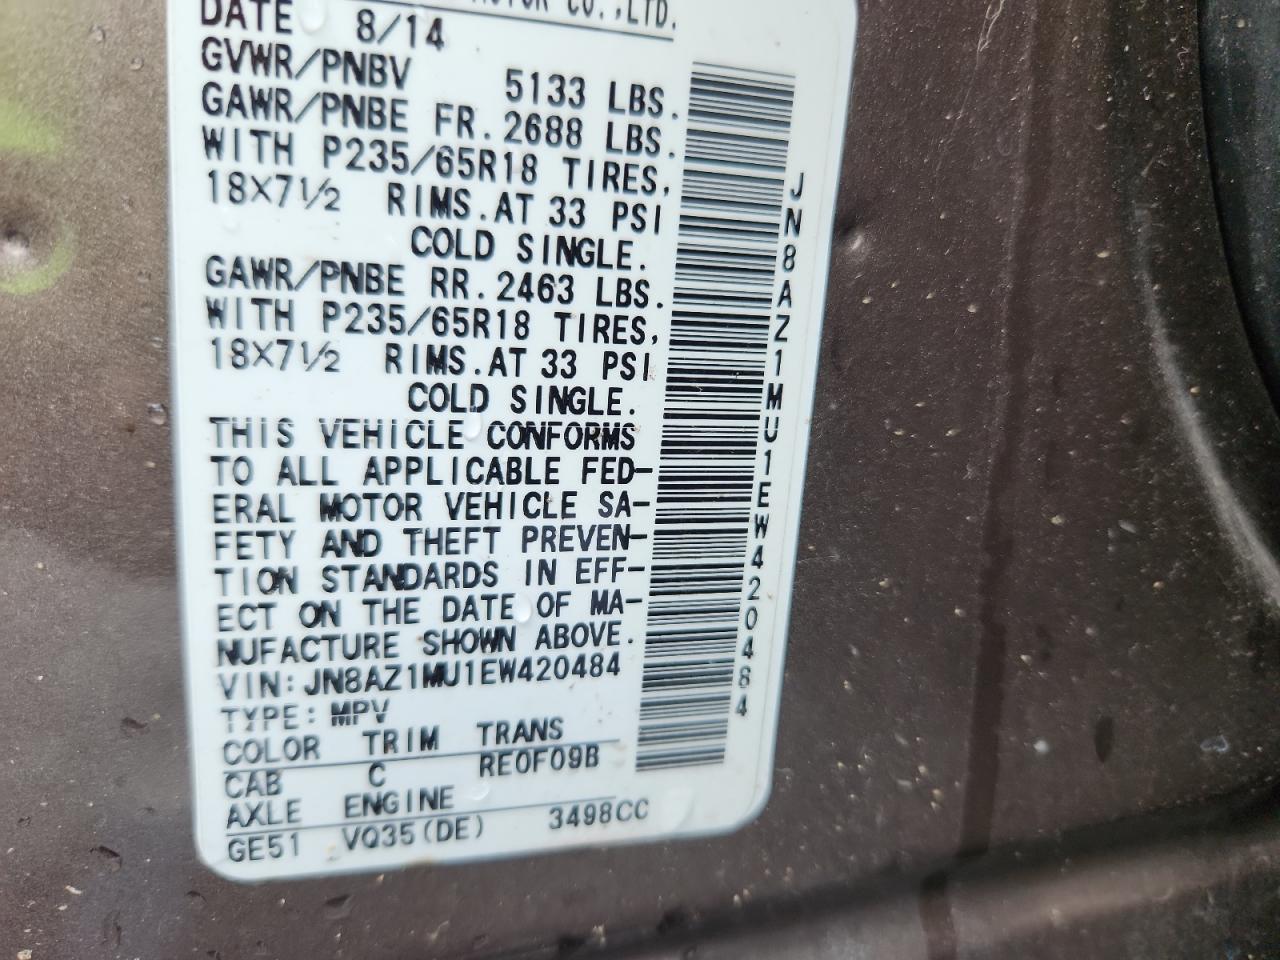 MOTOR CO.,LTD.
DATE 8/14
GVWR/PNBV 5133 LBS.
GAWR/PNBE FR. 2688 LBS.
WITH P235/65R18 TIRES,
18X7½ RIMS. AT 33 PSI
COLD SINGLE.
GAWR/PNBE RR. 2463 LBS.
WITH P235/65R18 TIRES,
18X7½ RIMS. AT 33 PSI
COLD SINGLE.
THIS VEHICLE CONFORMS
TO ALL APPLICABLE FED-
ERAL MOTOR VEHICLE SA-
FETY AND THEFT PREVEN-
TION STANDARDS IN EFF-
ECT ON THE DATE OF MA-
NUFACTURE SHOWN ABOVE.
VIN: JN8AZ1MU1EW420484
TYPE: MPV
COLOR TRIM TRANS
CAB C RE0F09B
AXLE ENGINE
GE51 VQ35(DE) 3498CC
JN8AZ1MU1EW420484